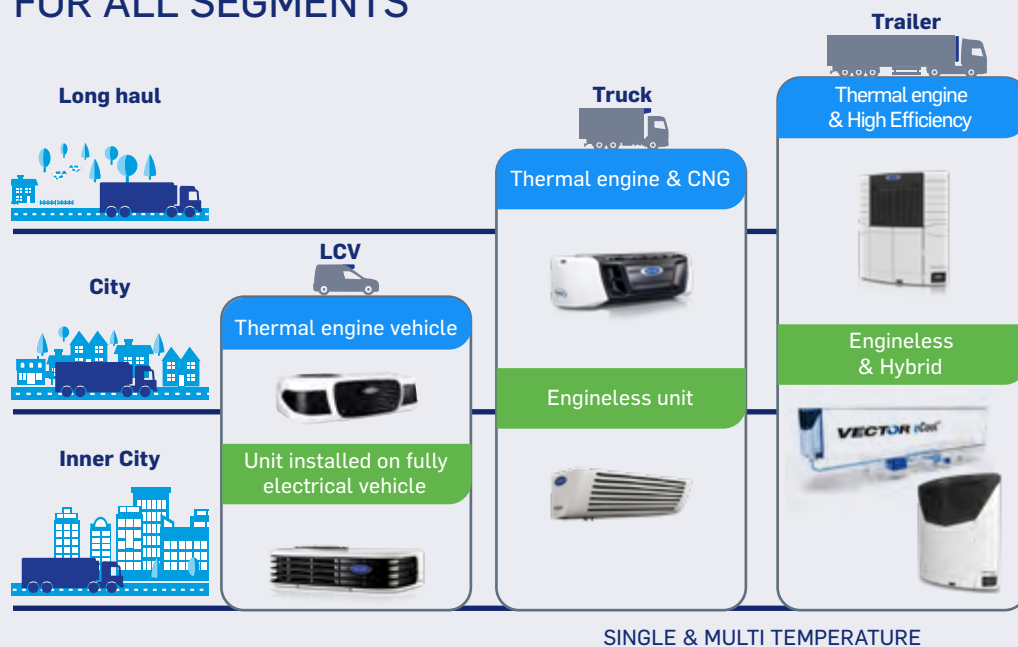 FOR ALL SEGMENTS
Trailer
Long haul
Truck
Thermal engine
& High Efficiency
Thermal engine & CNG
LCV
City
Thermal engine vehicle
Engineless
& Hybrid
Engineless unit
VECTOR eCool
Inner City
Unit installed on fully
electrical vehicle
SINGLE & MULTI TEMPERATURE